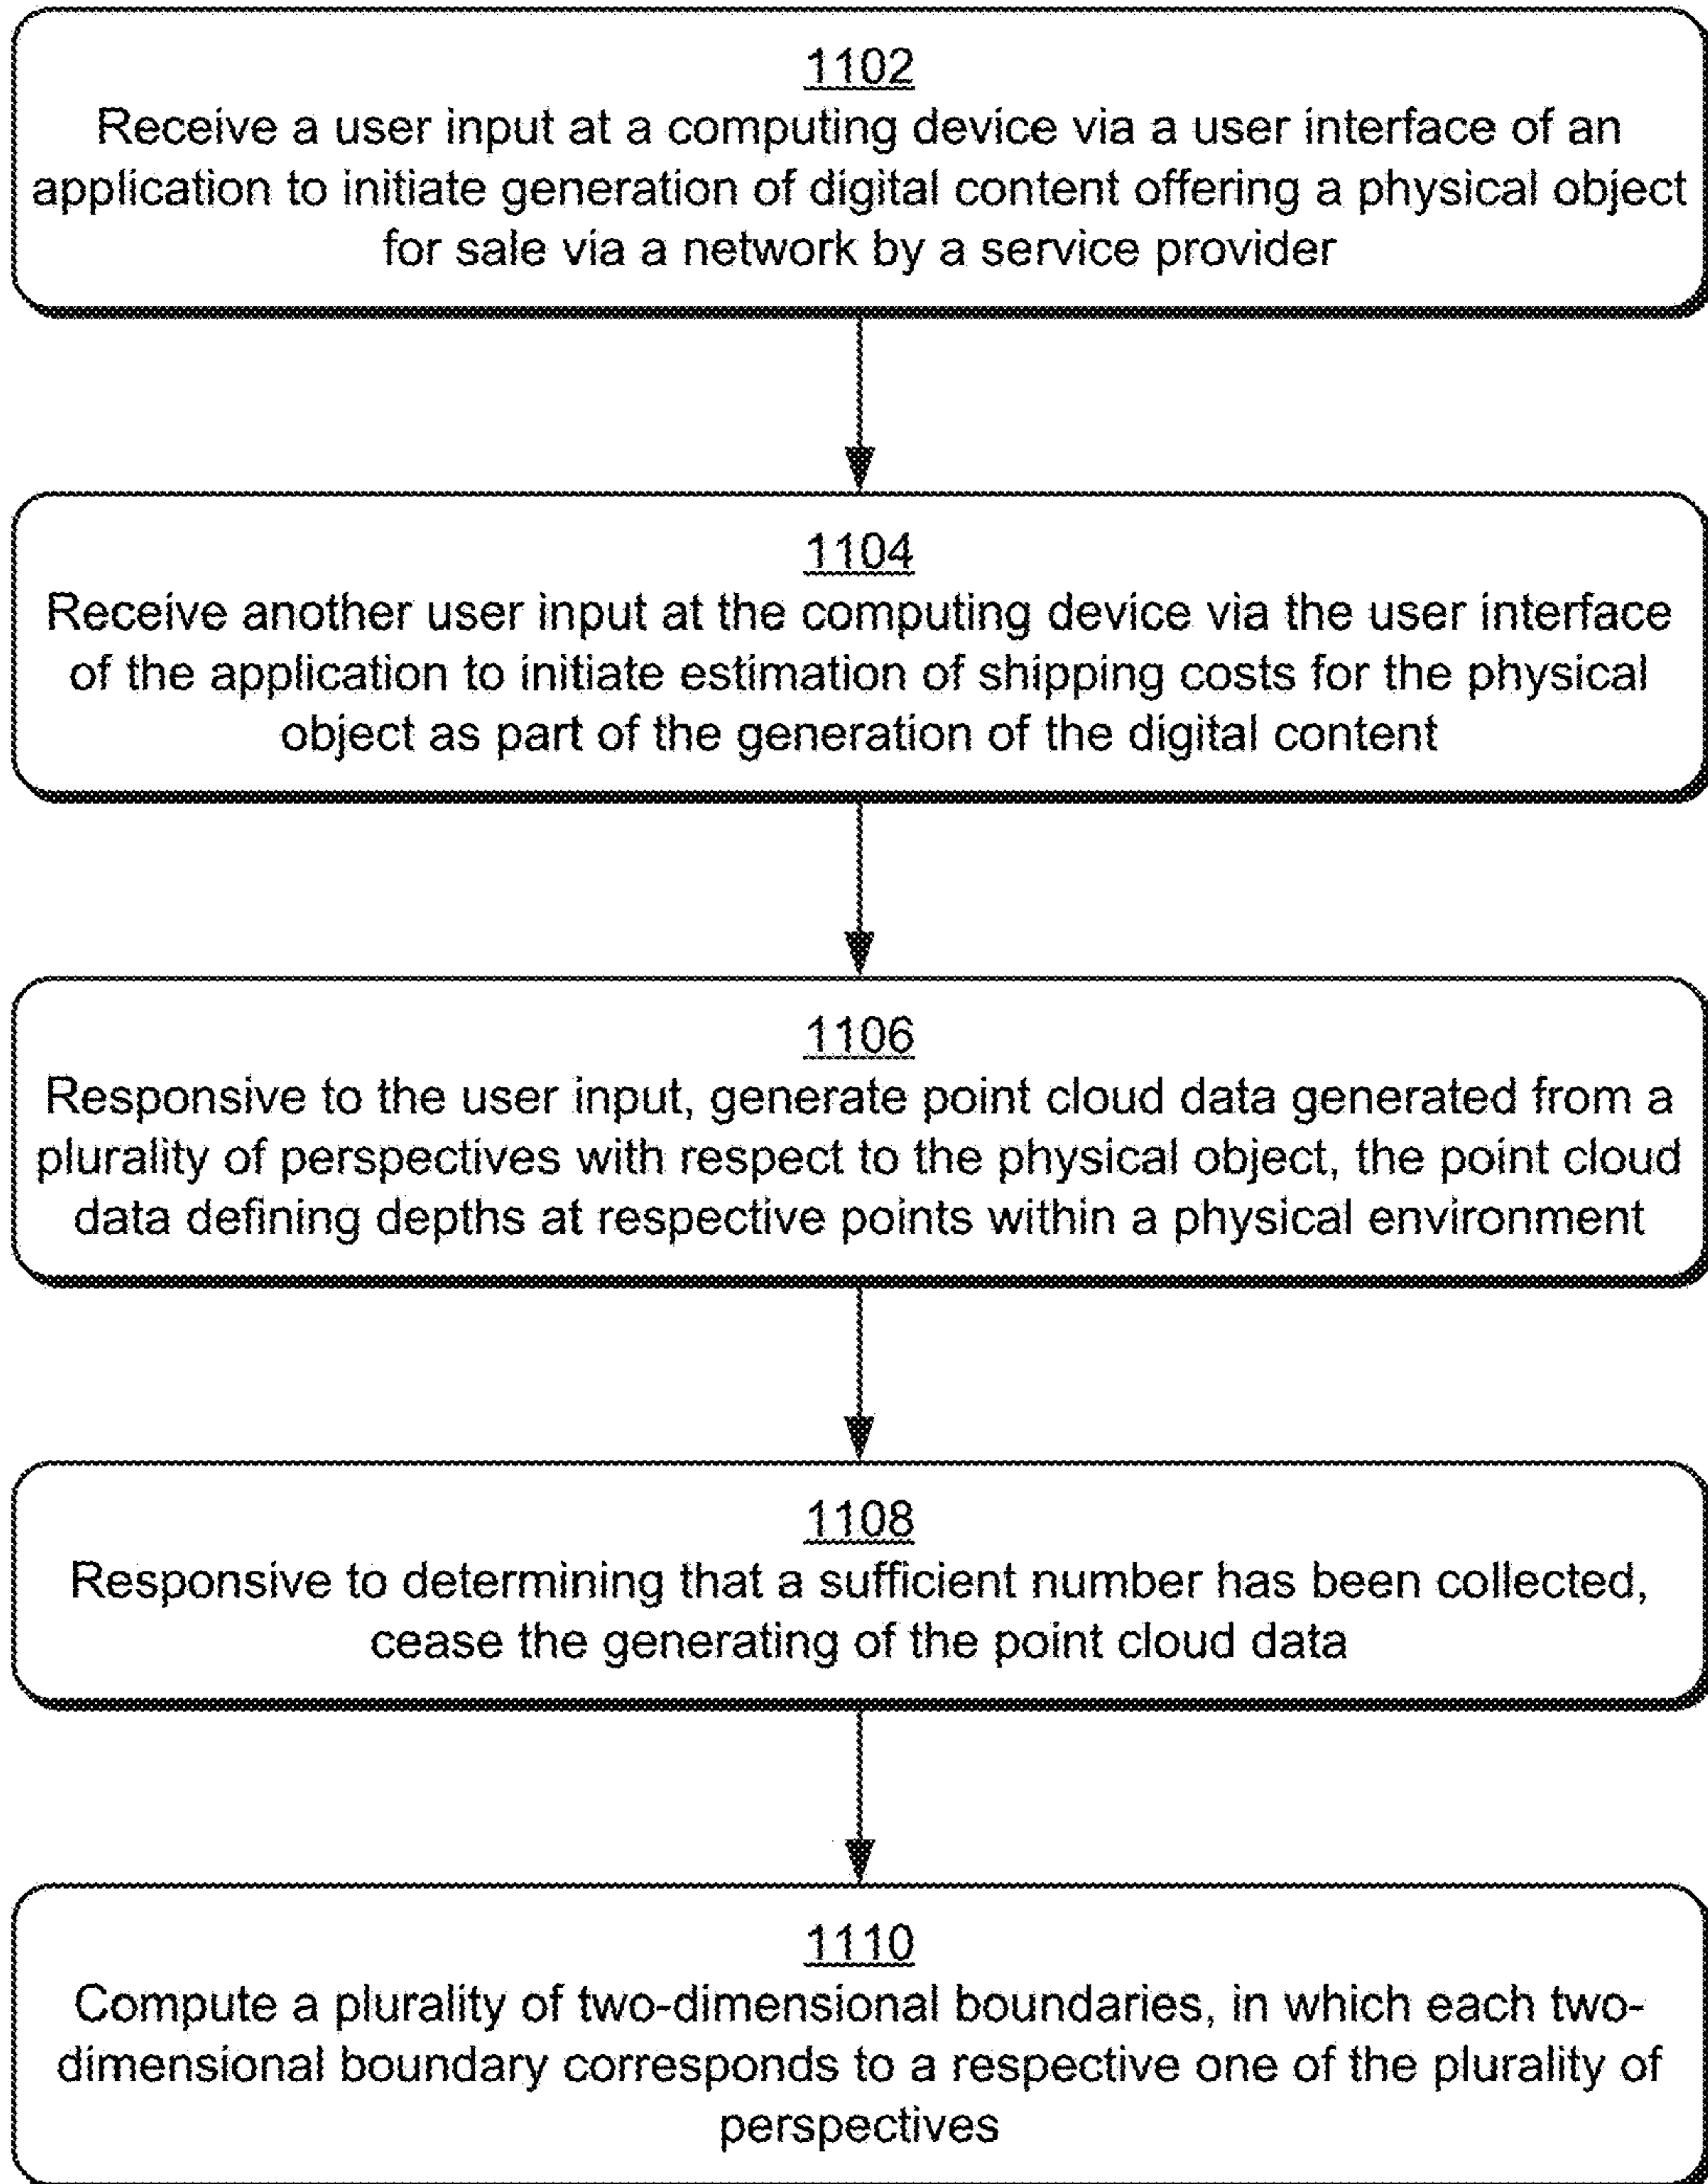 1102
Receive a user input at a computing device via a user interface of an
application to initiate generation of digital content offering a physical object
for sale via a network by a service provider
1104
Receive another user input at the computing device via the user interface
of the application to initiate estimation of shipping costs for the physical
object as part of the generation of the digital content
1106
Responsive to the user input, generate point cloud data generated from a
plurality of perspectives with respect to the physical object, the point cloud
data defining depths at respective points within a physical environment
1108
Responsive to determining that a sufficient number has been collected,
cease the generating of the point cloud data
1110
Compute a plurality of two-dimensional boundaries, in which each two-
dimensional boundary corresponds to a respective one of the plurality of
perspectives